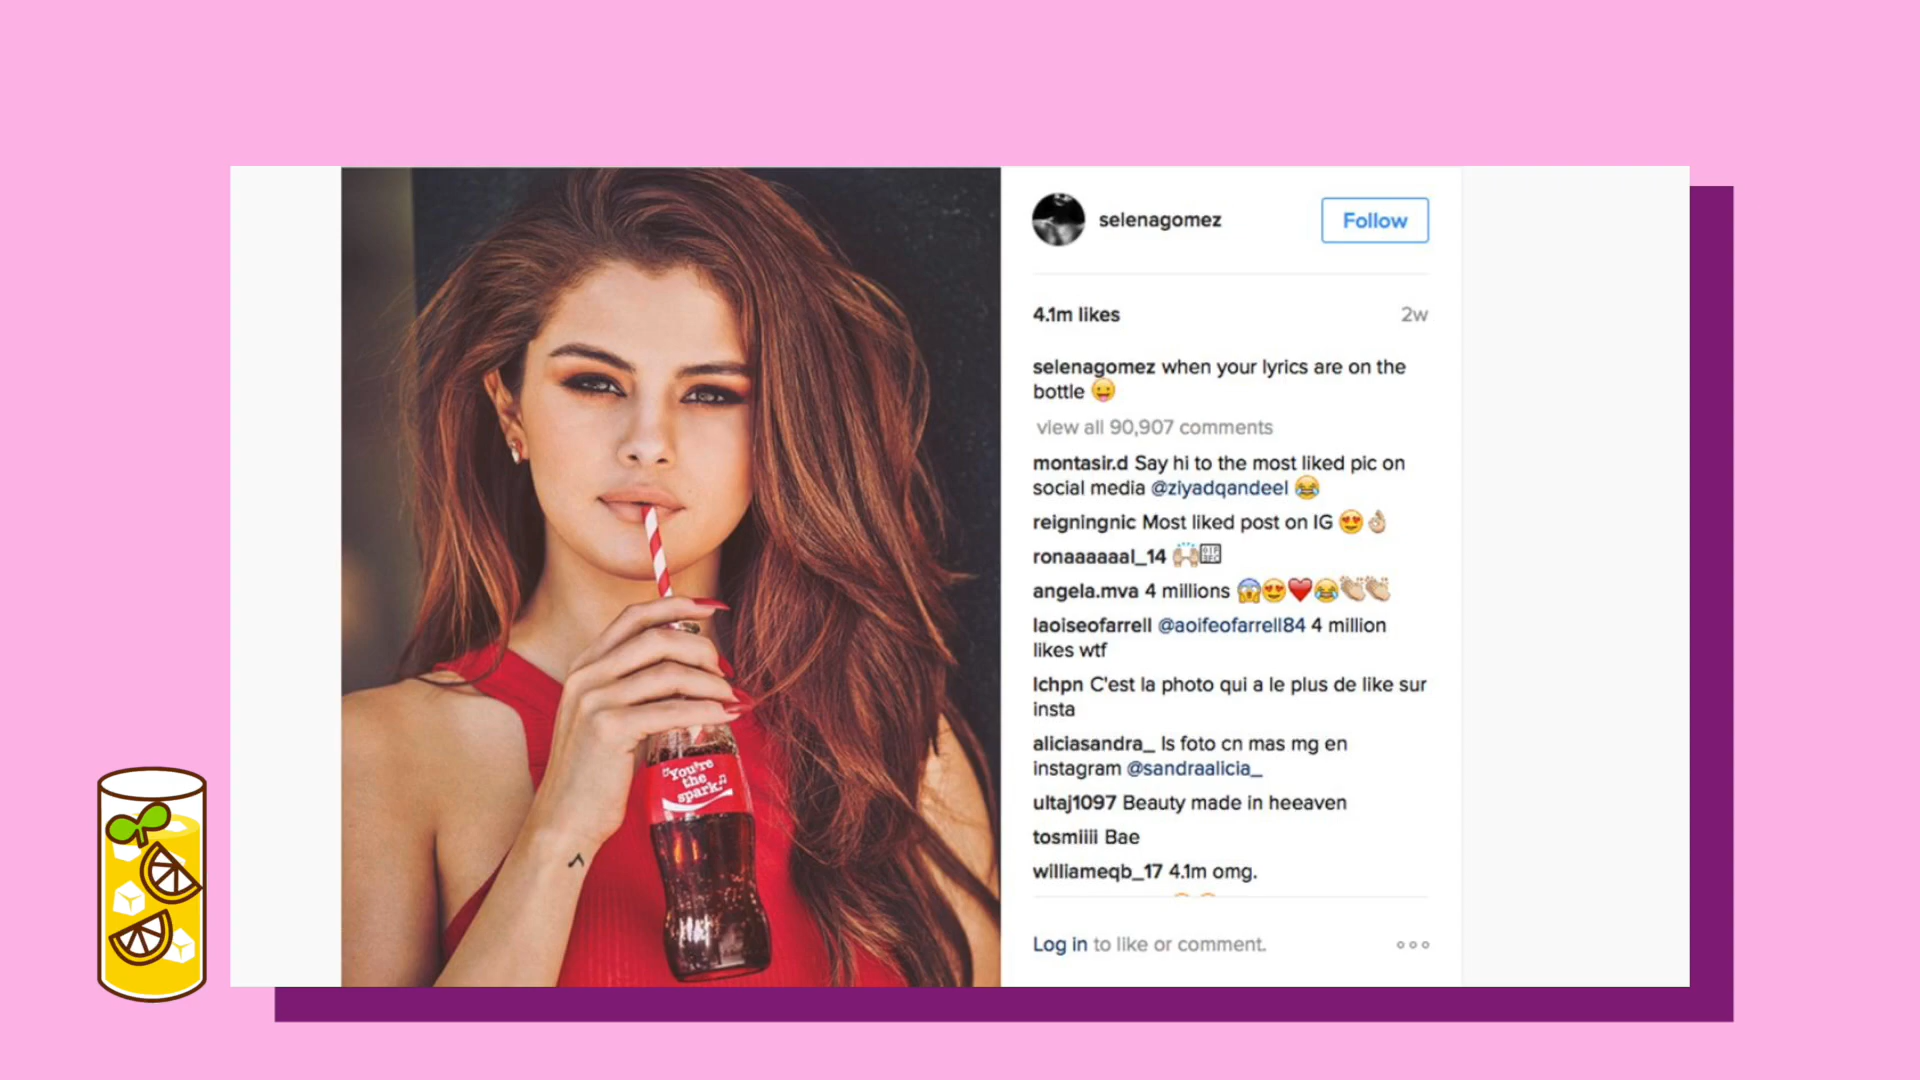 selenagomez
Follow
4.1m likes
2w
selenagomez when your lyrics are on the
bottle 😛
view all 90,907 comments
montasir.d Say hi to the most liked pic on
social media @ziyadqandeel 😂
reigningnic Most liked post on IG 😍👌🏼
ronaaaaaal_14 🙌🏼
angela.mva 4 millions 😱😍❤️😂👏🏼👏🏼
laoiseofarrell @aoifeofarrell84 4 million
likes wtf
lchpn C'est la photo qui a le plus de like sur
insta
aliciasandra_ ls foto cn mas mg en
instagram @sandraalicia_
ultaj1097 Beauty made in heeaven
tosmiiii Bae
williameqb_17 4.1m omg.
Log in to like or comment.
"You're
the
spark."